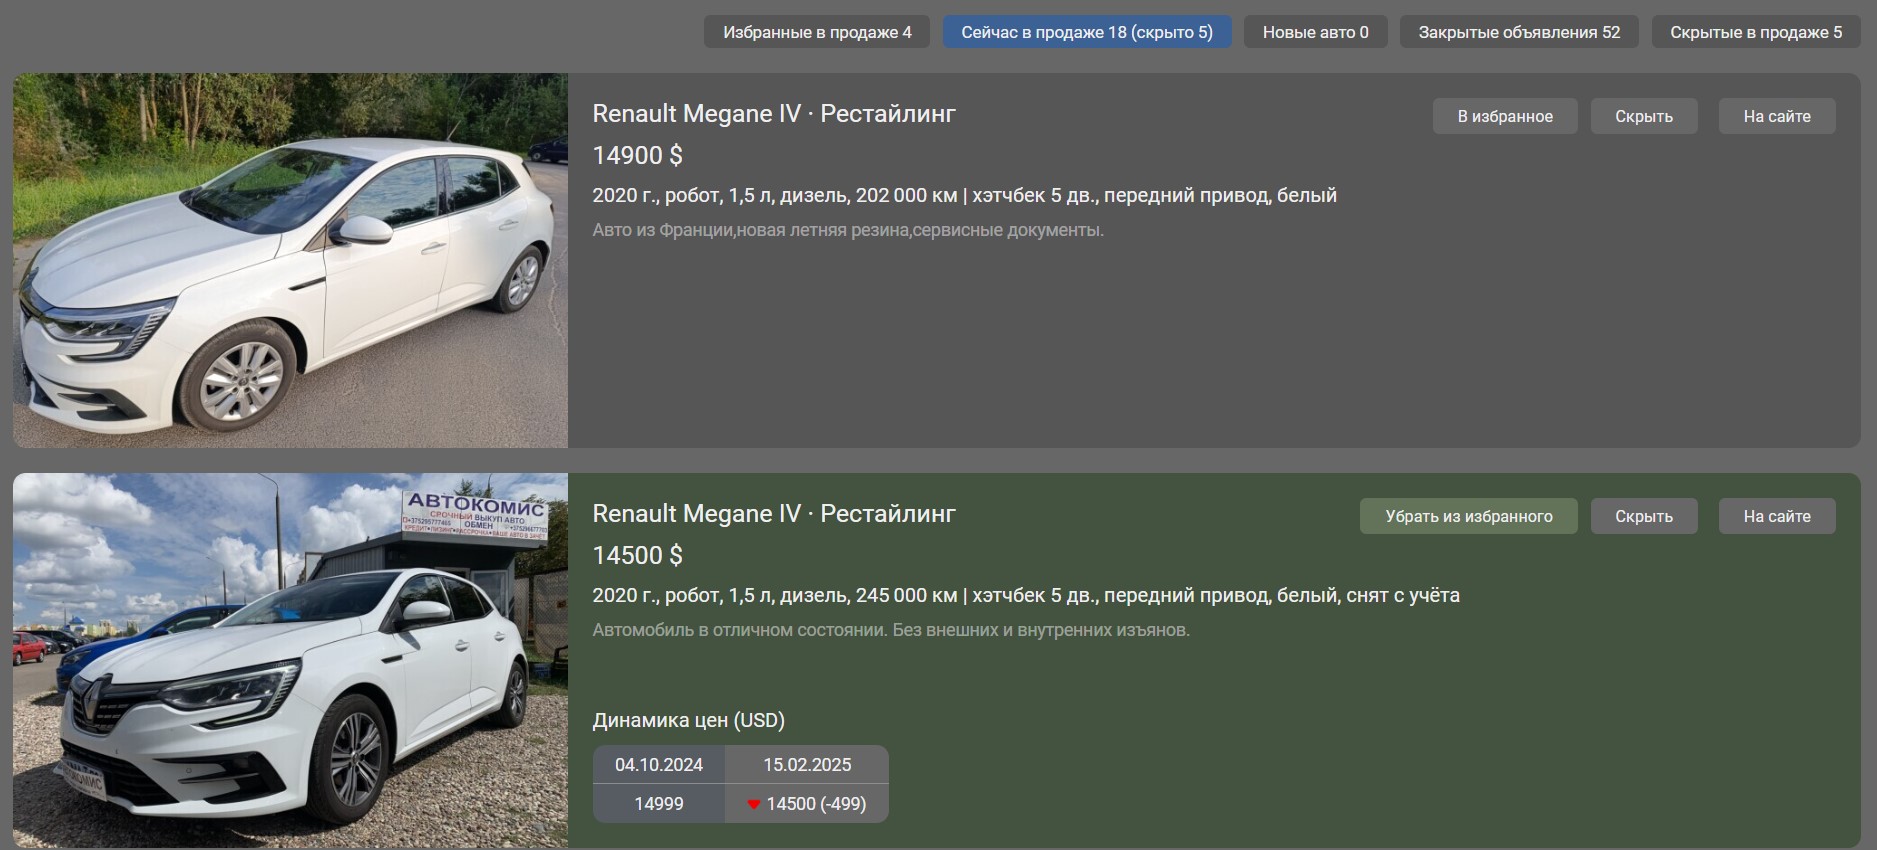 Избранные в продаже 4
Сейчас в продаже 18 (скрыто 5)
Новые авто 0
Закрытые объявления 52
Скрытые в продаже 5
Renault Megane IV · Рестайлинг
В избранное
Скрыть
На сайте
14900 $
2020 г., робот, 1,5 л, дизель, 202 000 км | хэтчбек 5 дв., передний привод, белый
Авто из Франции,новая летняя резина,сервисные документы.
АВТОКОМИС
СРОЧНЫЙ ВЫКУП АВТО
ОБМЕН
Renault Megane IV · Рестайлинг
Убрать из избранного
Скрыть
На сайте
14500 $
2020 г., робот, 1,5 л, дизель, 245 000 км | хэтчбек 5 дв., передний привод, белый, снят с учёта
Автомобиль в отличном состоянии. Без внешних и внутренних изъянов.
Динамика цен (USD)
04.10.2024 15.02.2025
14999 14500 (-499)